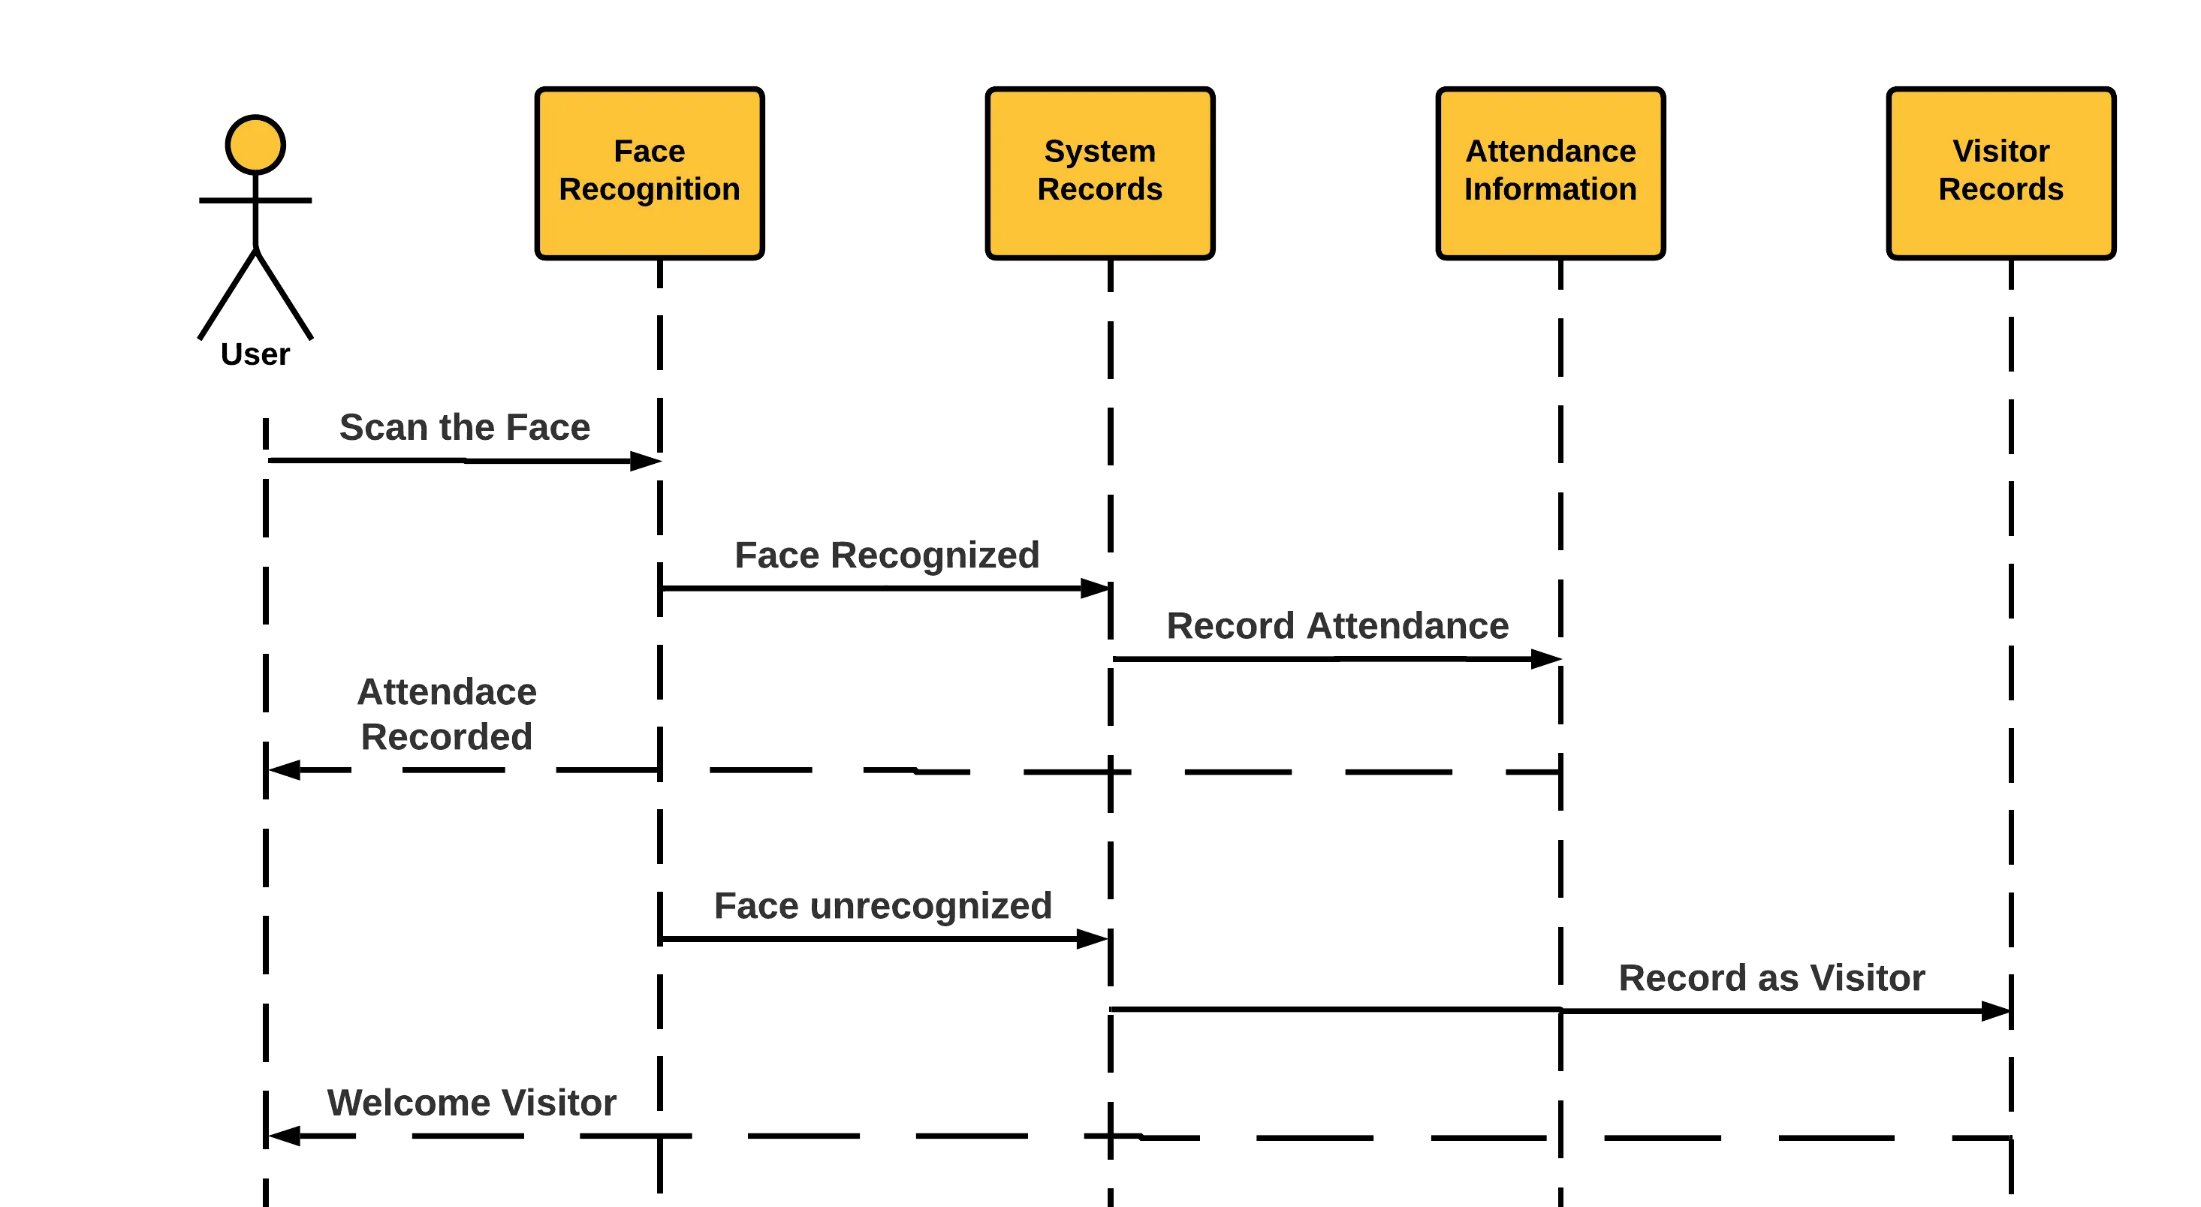 Face
Recognition
System
Records
Attendance
Information
Visitor
Records
User
Scan the Face
Face Recognized
Record Attendance
Attendace
Recorded
Face unrecognized
Record as Visitor
Welcome Visitor